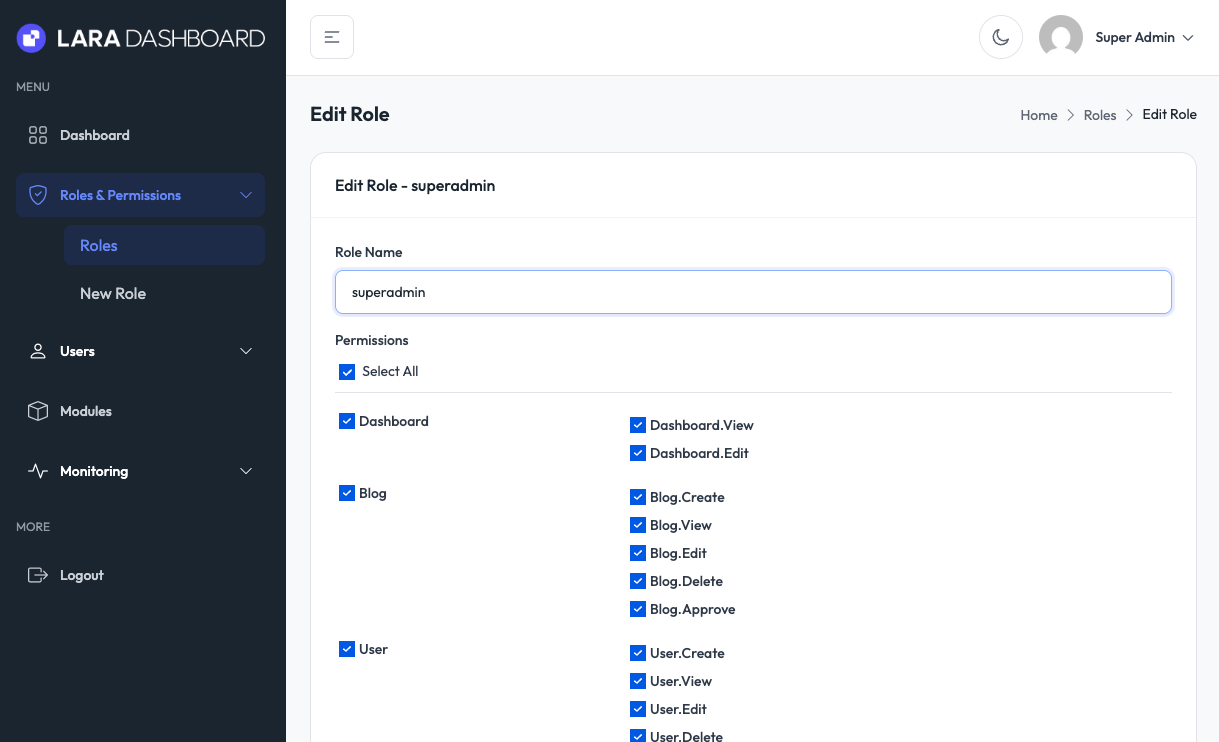 LARA DASHBOARD
MENU
Dashboard
Roles & Permissions
Roles
New Role
Users
Modules
Monitoring
MORE
Logout
Super Admin
Edit Role
Home
Roles
Edit Role
Edit Role - superadmin
Role Name
superadmin
Permissions
Select All
Dashboard
Dashboard.View
Dashboard.Edit
Blog
Blog.Create
Blog.View
Blog.Edit
Blog.Delete
Blog.Approve
User
User.Create
User.View
User.Edit
User.Delete